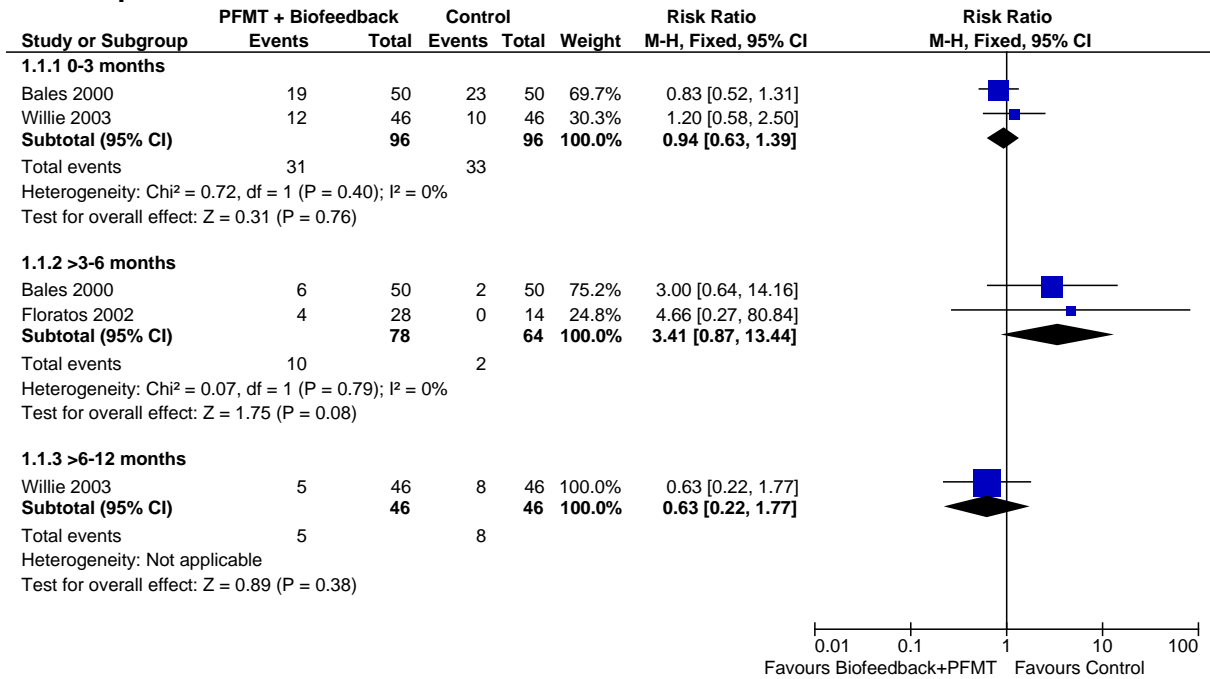 PFMT + Biofeedback Control Risk Ratio Risk Ratio
Study or Subgroup Events Total Events Total Weight M-H, Fixed, 95% CI M-H, Fixed, 95% CI
1.1.1 0-3 months
Bales 2000 19 50 23 50 69.7% 0.83 [0.52, 1.31]
Willie 2003 12 46 10 46 30.3% 1.20 [0.58, 2.50]
Subtotal (95% CI) 96 96 100.0% 0.94 [0.63, 1.39]
Total events 31 33
Heterogeneity: Chi² = 0.72, df = 1 (P = 0.40); I² = 0%
Test for overall effect: Z = 0.31 (P = 0.76)
1.1.2 >3-6 months
Bales 2000 6 50 2 50 75.2% 3.00 [0.64, 14.16]
Floratos 2002 4 28 0 14 24.8% 4.66 [0.27, 80.84]
Subtotal (95% CI) 78 64 100.0% 3.41 [0.87, 13.44]
Total events 10 2
Heterogeneity: Chi² = 0.07, df = 1 (P = 0.79); I² = 0%
Test for overall effect: Z = 1.75 (P = 0.08)
1.1.3 >6-12 months
Willie 2003 5 46 8 46 100.0% 0.63 [0.22, 1.77]
Subtotal (95% CI) 46 46 100.0% 0.63 [0.22, 1.77]
Total events 5 8
Heterogeneity: Not applicable
Test for overall effect: Z = 0.89 (P = 0.38)
0.01 0.1 1 10 100
Favours Biofeedback+PFMT Favours Control